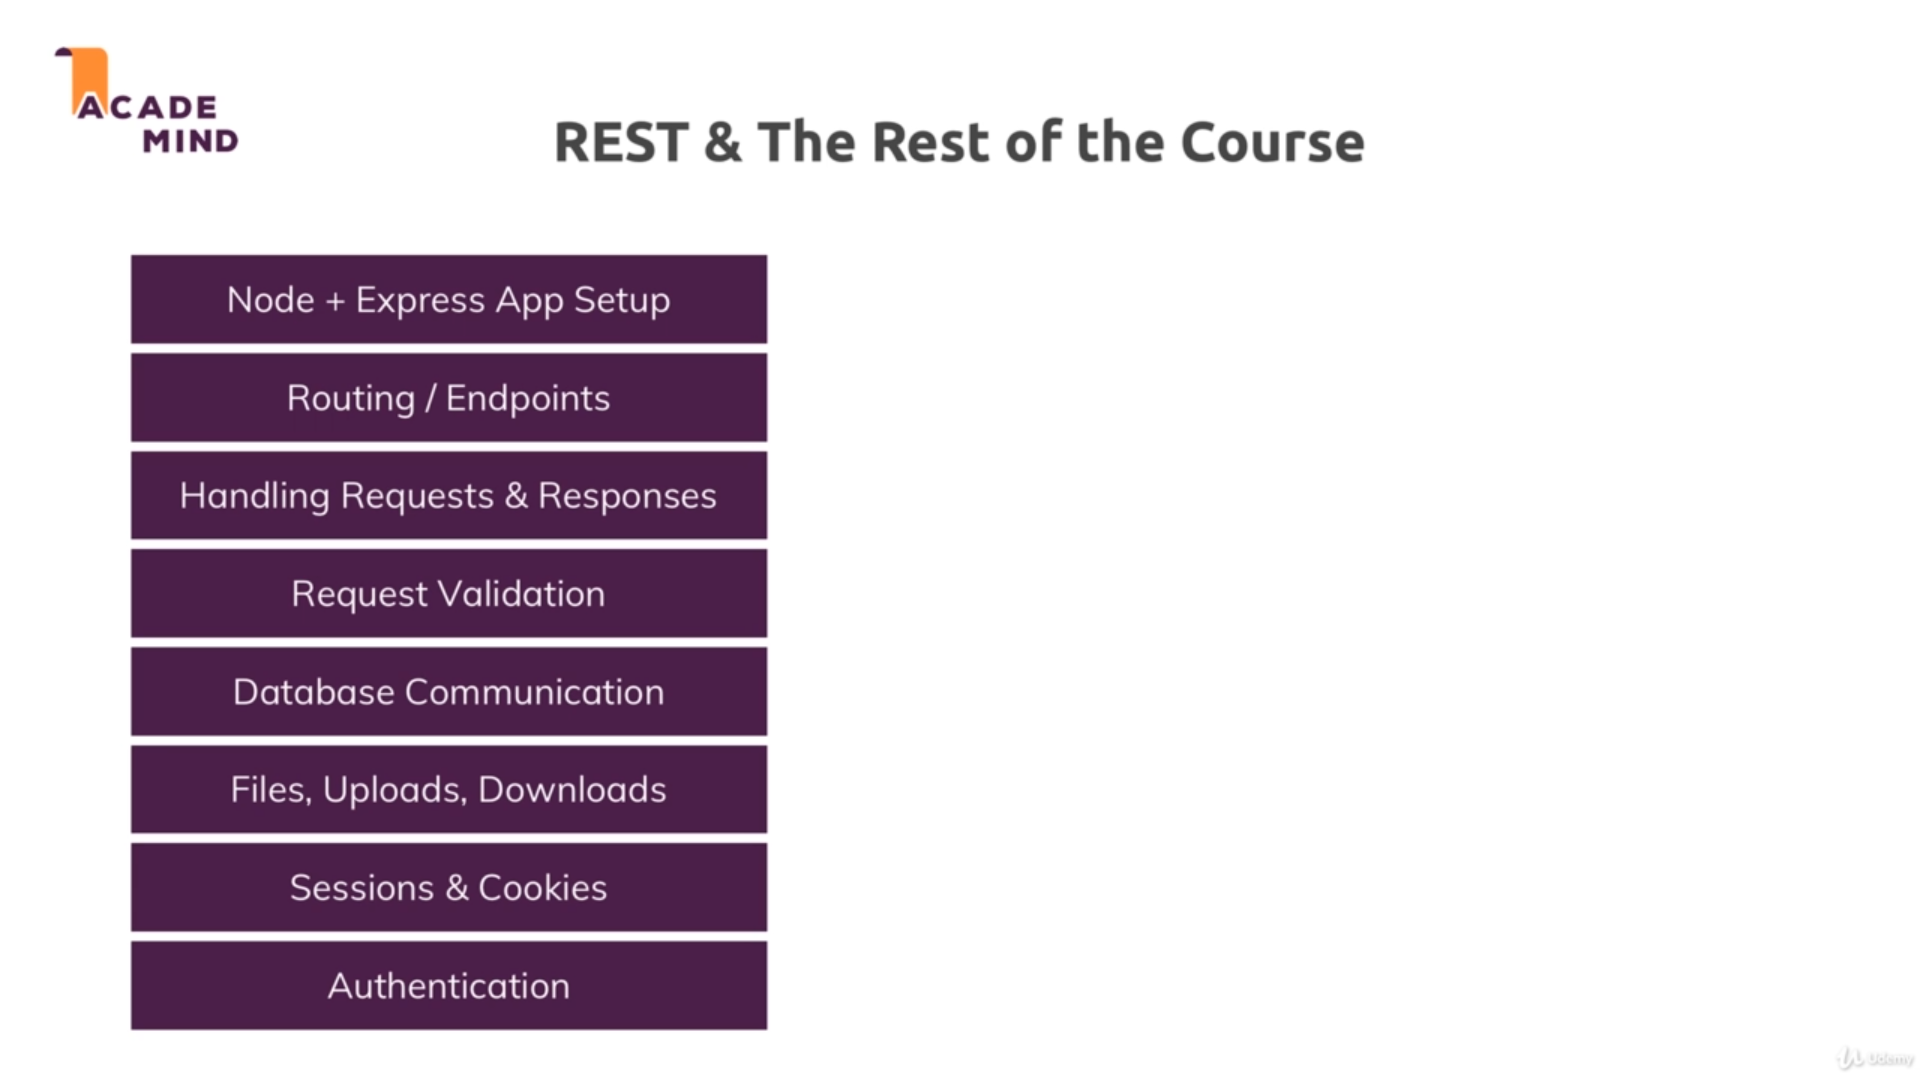 ACADE
MIND
REST & The Rest of the Course
Node + Express App Setup
Routing / Endpoints
Handling Requests & Responses
Request Validation
Database Communication
Files, Uploads, Downloads
Sessions & Cookies
Authentication
Udemy